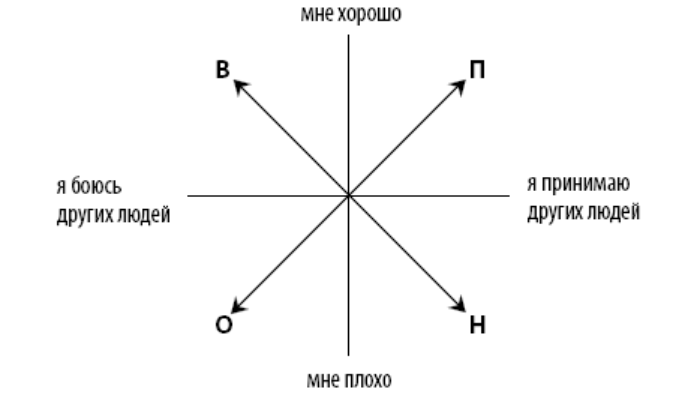 мне хорошо
В
П
я боюсь
других людей
я принимаю
других людей
О
Н
мне плохо